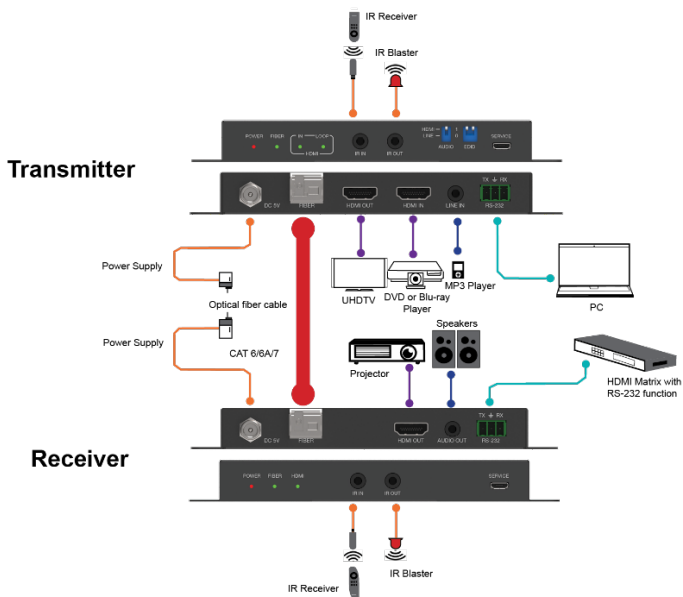 IR Receiver
IR Blaster
POWER FIBER IN LOOP HDMI IR IN IR OUT HDMI LINE 1 0 AUDIO EDID SERVICE
Transmitter
TX RX
DC 5V FIBER HDMI OUT HDMI IN LINE IN RS-232
Power Supply
UHDTV
DVD or Blu-ray
Player
MP3 Player
PC
Optical fiber cable
Power Supply
CAT 6/6A/7
Speakers
Projector
HDMI Matrix with
RS-232 function
TX RX
DC 5V FIBER HDMI OUT AUDIO OUT RS-232
Receiver
POWER FIBER HDMI IR IN IR OUT SERVICE
IR Blaster
IR Receiver